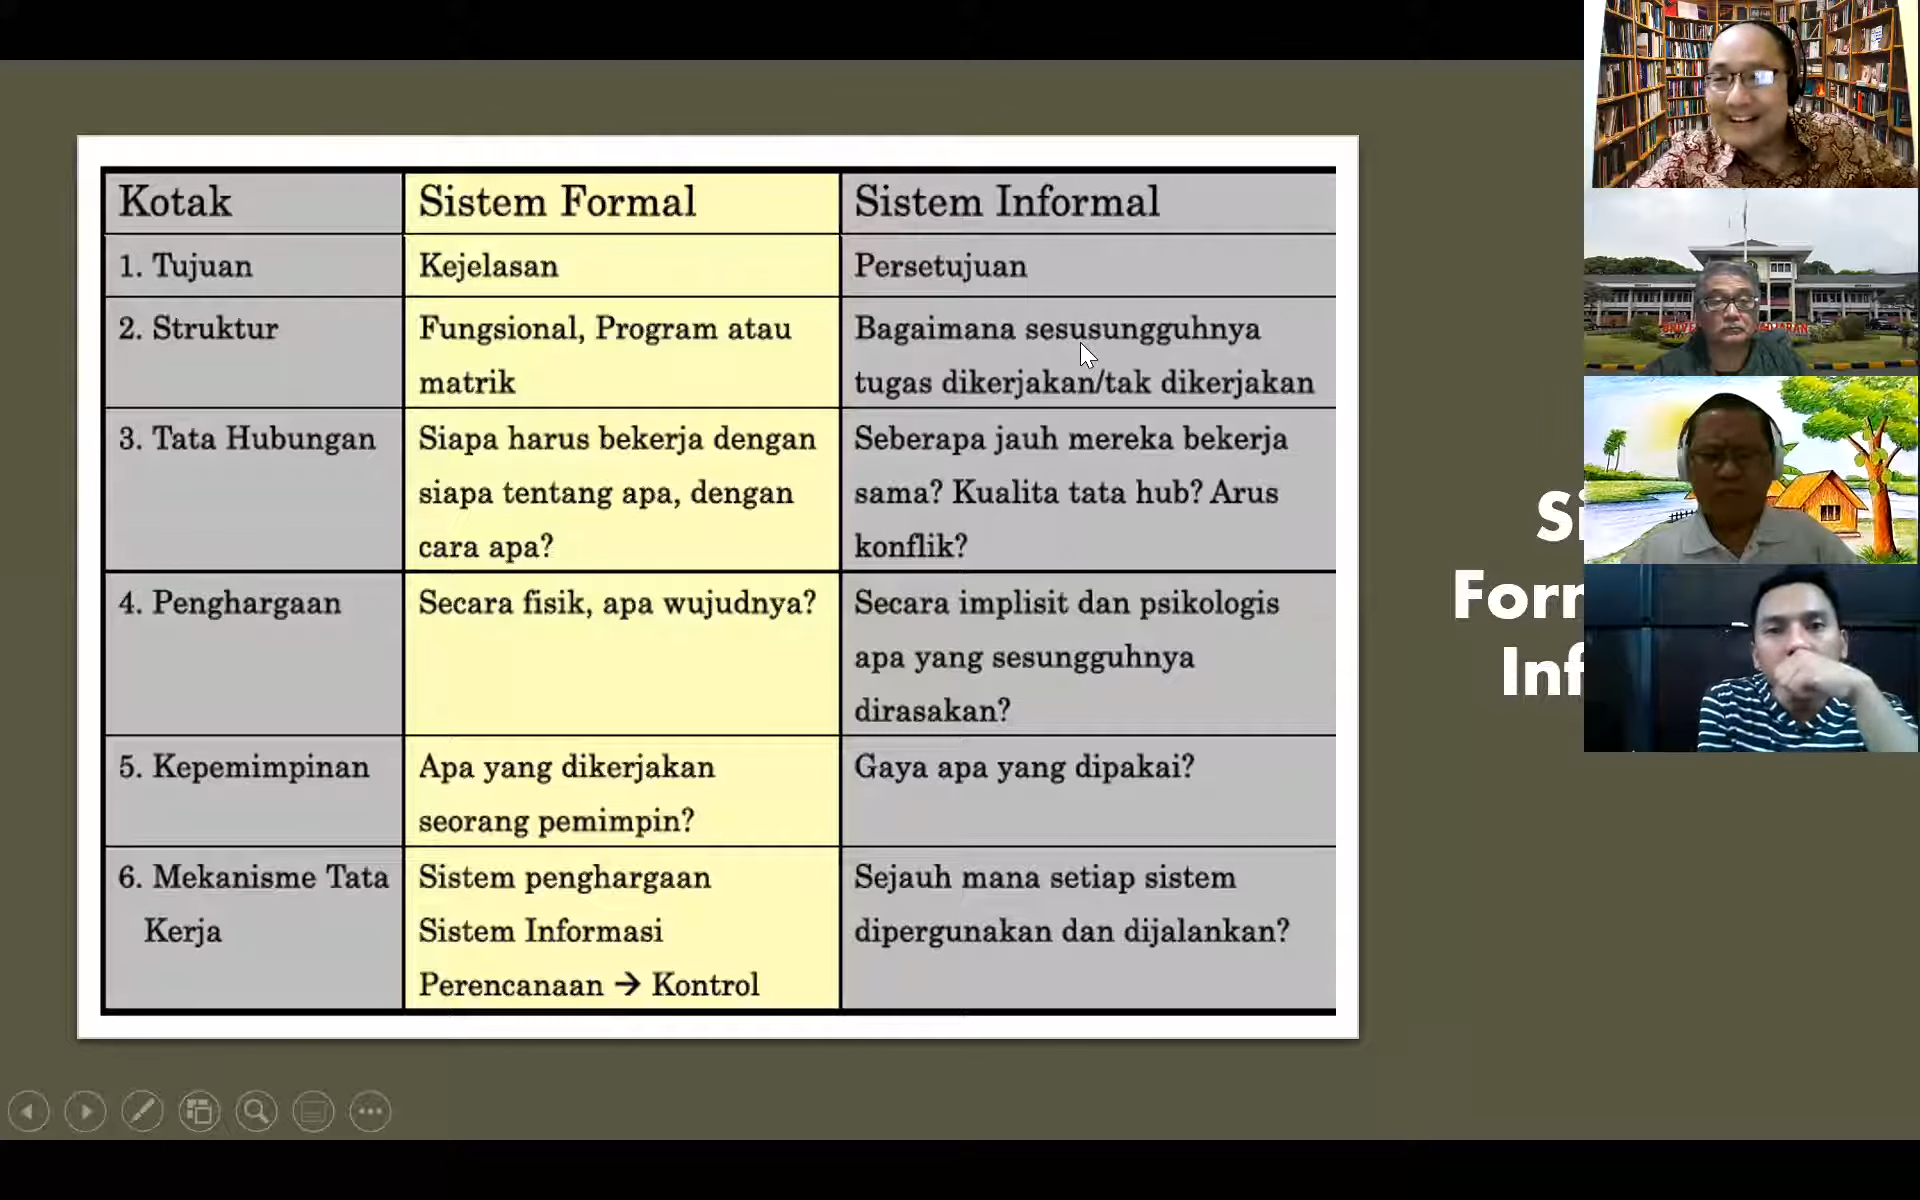 Kotak
Sistem Formal
Sistem Informal
1. Tujuan
Kejelasan
Persetujuan
2. Struktur
Fungsional, Program atau
matrik
Bagaimana sesusungguhnya
tugas dikerjakan/tak dikerjakan
3. Tata Hubungan
Siapa harus bekerja dengan
siapa tentang apa, dengan
cara apa?
Seberapa jauh mereka bekerja
sama? Kualita tata hub? Arus
konflik?
4. Penghargaan
Secara fisik, apa wujudnya?
Secara implisit dan psikologis
apa yang sesungguhnya
dirasakan?
5. Kepemimpinan
Apa yang dikerjakan
seorang pemimpin?
Gaya apa yang dipakai?
6. Mekanisme Tata
Kerja
Sistem penghargaan
Sistem Informasi
Perencanaan → Kontrol
Sejauh mana setiap sistem
dipergunakan dan dijalankan?